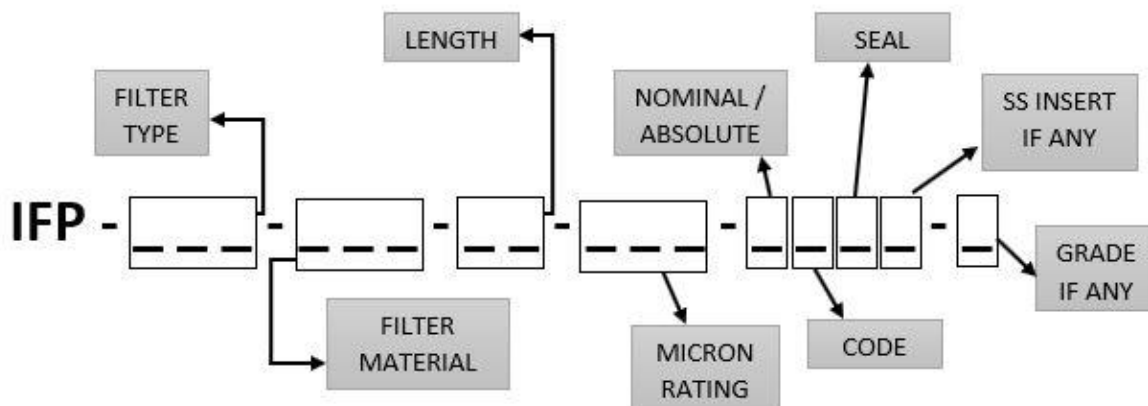 LENGTH
SEAL
FILTER
TYPE
NOMINAL /
ABSOLUTE
SS INSERT
IF ANY
IFP - _ _ _ - _ _ _ - _ _ - _ _ _ - _ _ _ _ - _
FILTER
MATERIAL
MICRON
RATING
CODE
GRADE
IF ANY